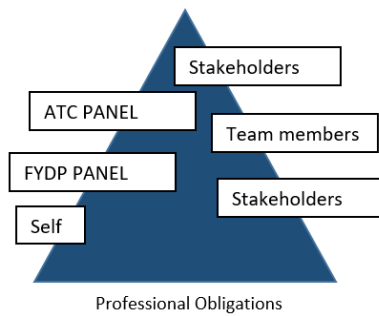 Stakeholders
ATC PANEL
Team members
FYDP PANEL
Stakeholders
Self
Professional Obligations